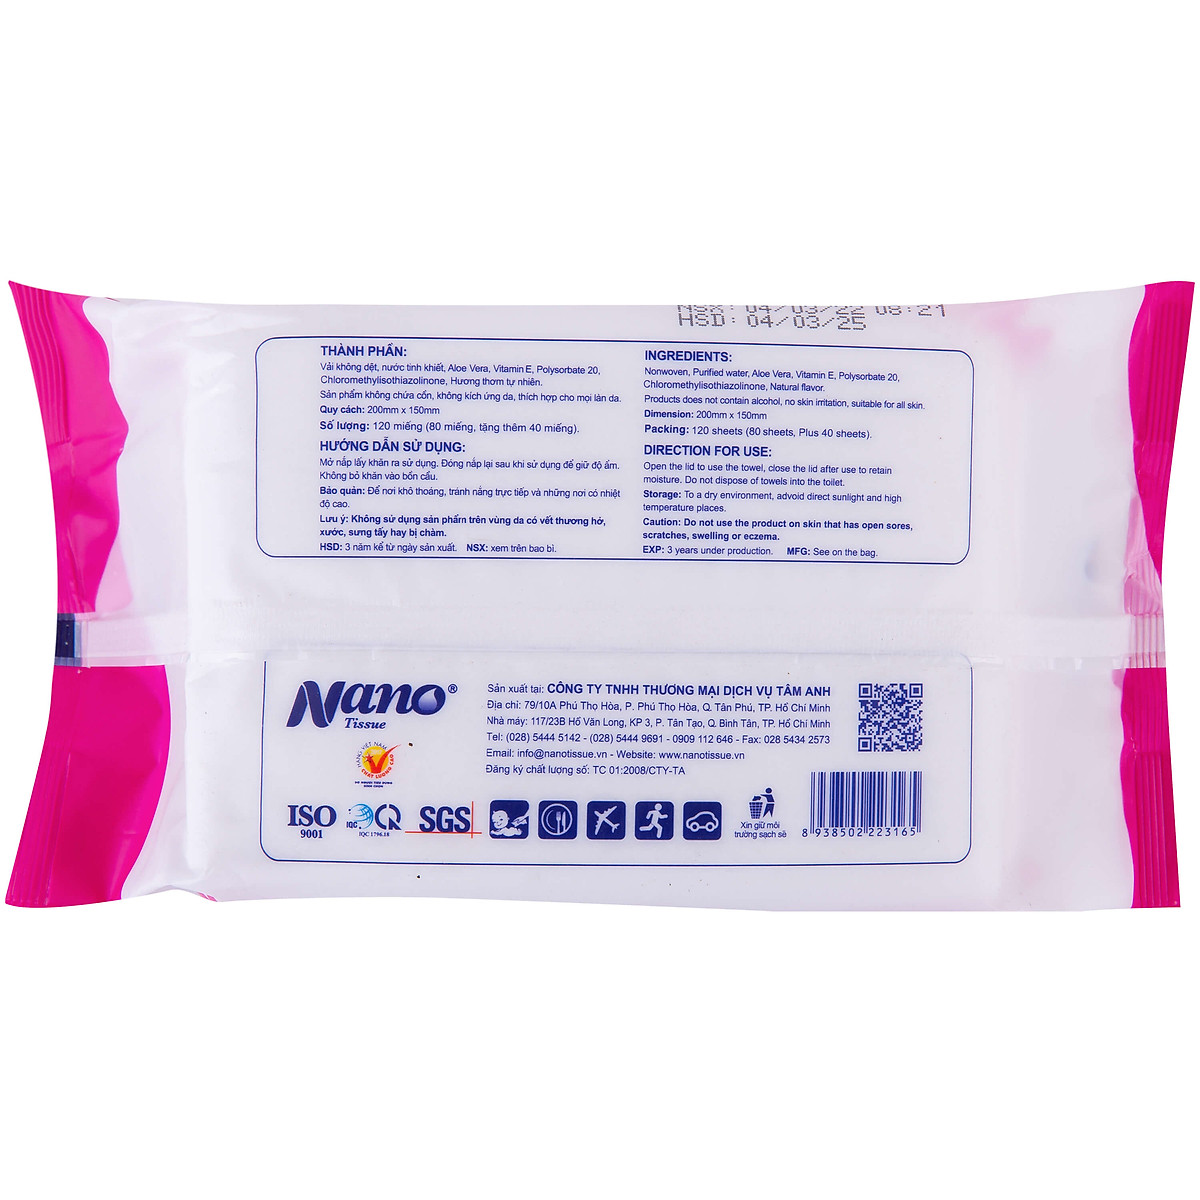 NSX: 04/03/22 08:21
HSD: 04/03/25
THÀNH PHẦN:
Vải không dệt, nước tinh khiết, Aloe Vera, Vitamin E, Polysorbate 20,
Chloromethylisothiazolinone, Hương thơm tự nhiên.
Sản phẩm không chứa cồn, không kích ứng da, thích hợp cho mọi làn da.
Quy cách: 200mm x 150mm
Số lượng: 120 miếng (80 miếng, tặng thêm 40 miếng).
HƯỚNG DẪN SỬ DỤNG:
Mở nắp lấy khăn ra sử dụng. Đóng nắp lại sau khi sử dụng để giữ độ ẩm.
Không bỏ khăn vào bồn cầu.
Bảo quản: Để nơi khô thoáng, tránh nắng trực tiếp và những nơi có nhiệt
độ cao.
Lưu ý: Không sử dụng sản phẩm trên vùng da có vết thương hở,
xước, sưng tấy hay bị chàm.
HSD: 3 năm kể từ ngày sản xuất. NSX: xem trên bao bì.
INGREDIENTS:
Nonwoven, Purified water, Aloe Vera, Vitamin E, Polysorbate 20,
Chloromethylisothiazolinone, Natural flavor.
Products does not contain alcohol, no skin irritation, suitable for all skin.
Dimension: 200mm x 150mm
Packing: 120 sheets (80 sheets, Plus 40 sheets).
DIRECTION FOR USE:
Open the lid to use the towel, close the lid after use to retain
moisture. Do not dispose of towels into the toilet.
Storage: To a dry environment, advoid direct sunlight and high
temperature places.
Caution: Do not use the product on skin that has open sores,
scratches, swelling or eczema.
EXP: 3 years under production. MFG: See on the bag.
Nano®
Tissue
HÀNG VIỆT NAM
CHẤT LƯỢNG CAO
DO NGƯỜI TIÊU DÙNG
BÌNH CHỌN
Sản xuất tại: CÔNG TY TNHH THƯƠNG MẠI DỊCH VỤ TÂM ANH
Địa chỉ: 79/10A Phú Thọ Hòa, P. Phú Thọ Hòa, Q. Tân Phú, TP. Hồ Chí Minh
Nhà máy: 117/23B Hồ Văn Long, KP 3, P. Tân Tạo, Q. Bình Tân, TP. Hồ Chí Minh
Tel: (028) 5444 5142 - (028) 5444 9691 - 0909 112 646 - Fax: 028 5434 2573
Email: info@nanotissue.vn - Website: www.nanotissue.vn
Đăng ký chất lượng số: TC 01:2008/CTY-TA
ISO
9001
IQC
IQC 1796.18
SGS
Xin giữ môi
trường sạch sẽ
8 938502 223165